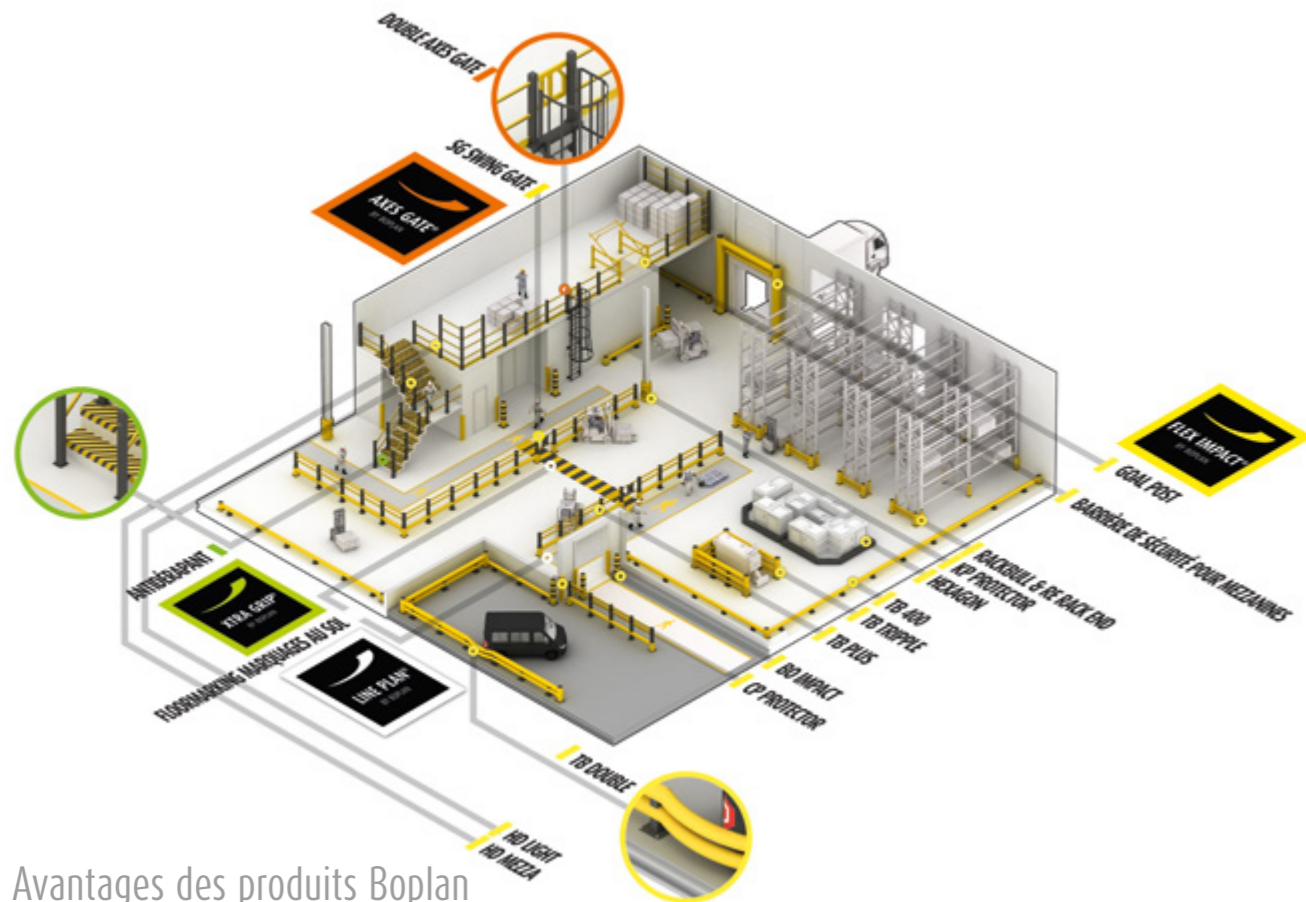 DOUBLE AXES GATE
SG SWING GATE
AXES GATE®
BY BOPLAN
FLEX IMPACT®
BY BOPLAN
GOAL POST
BARRIÈRE DE SÉCURITÉ POUR MEZZANINES
RACKBULL & RE RACK END
KP PROTECTOR
HEXAGON
TB 400
TB TRIPPLE
TB PLUS
BO IMPACT
CP PROTECTOR
ANTIDÉRAPANT
XTRA GRIP®
BY BOPLAN
FLOORMARKING MARQUAGES AU SOL
LINE PLAN®
BY BOPLAN
TB DOUBLE
HD LIGHT
HD MEZZA
Avantages des produits Boplan